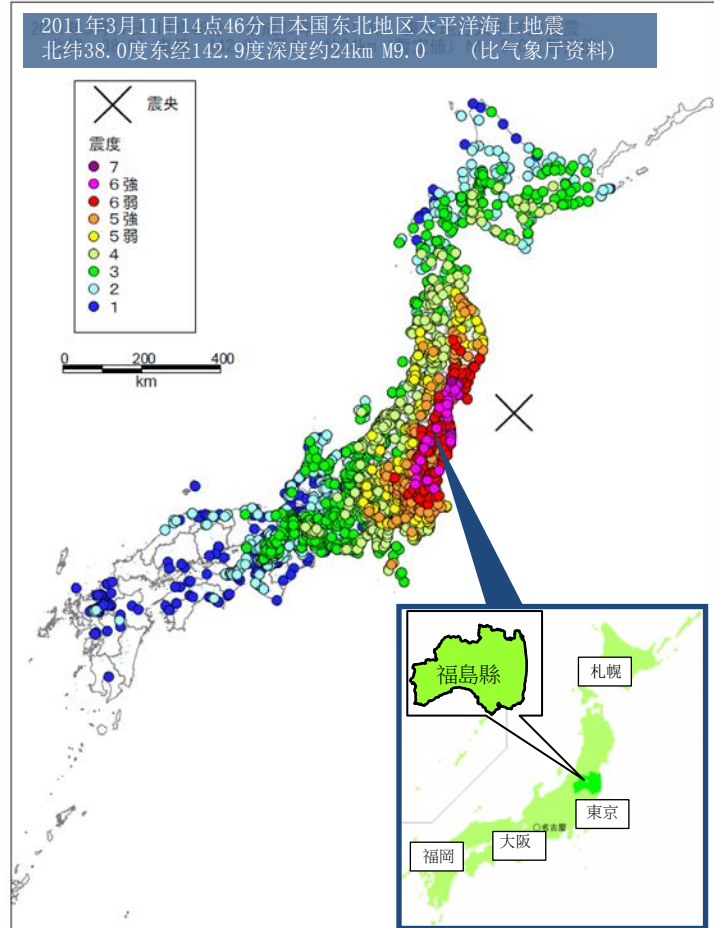 2011年3月11日14点46分日本国东北地区太平洋海上地震
北纬38.0度东经142.9度深度约24km M9.0 （比气象厅资料）
震央
震度
7
6強
6弱
5強
5弱
4
3
2
1
0 200 400
km
福島縣
札幌
東京
○名古屋
大阪
福岡